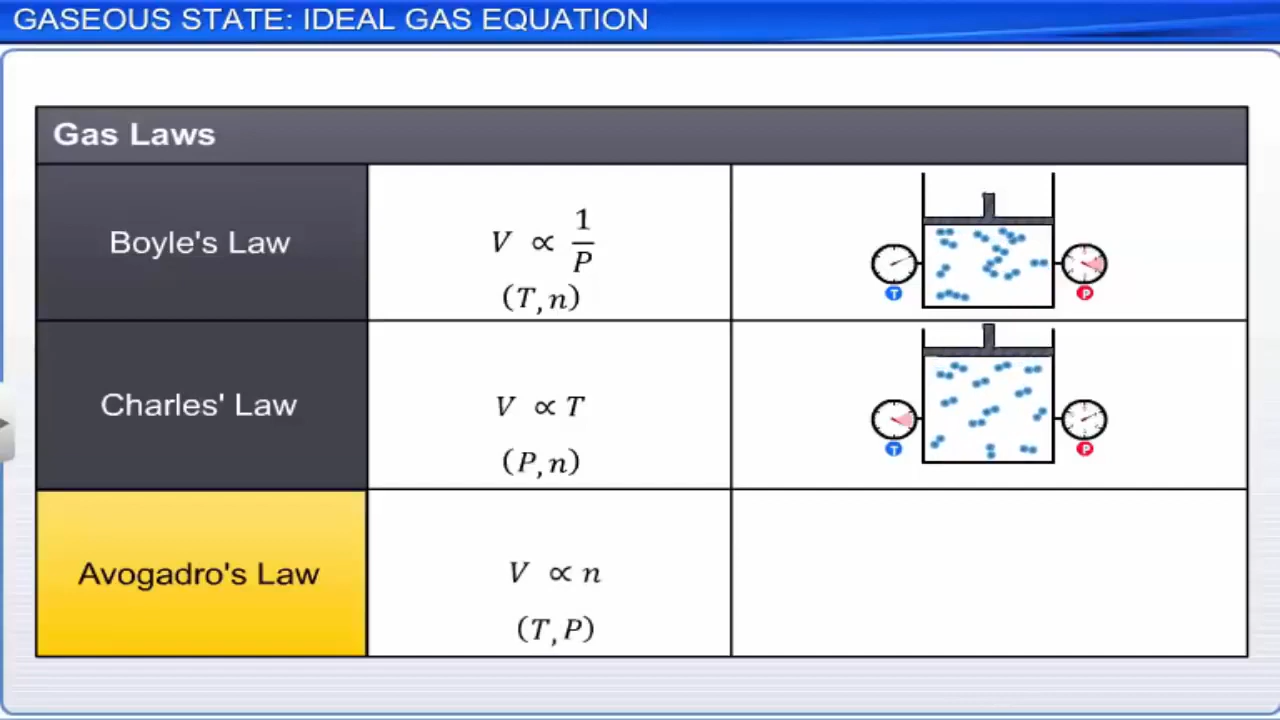 GASEOUS STATE: IDEAL GAS EQUATION
Gas Laws
Boyle's Law
V ∝ 1/P
(T, n)
T
P
Charles' Law
V ∝ T
(P, n)
T
P
Avogadro's Law
V ∝ n
(T, P)